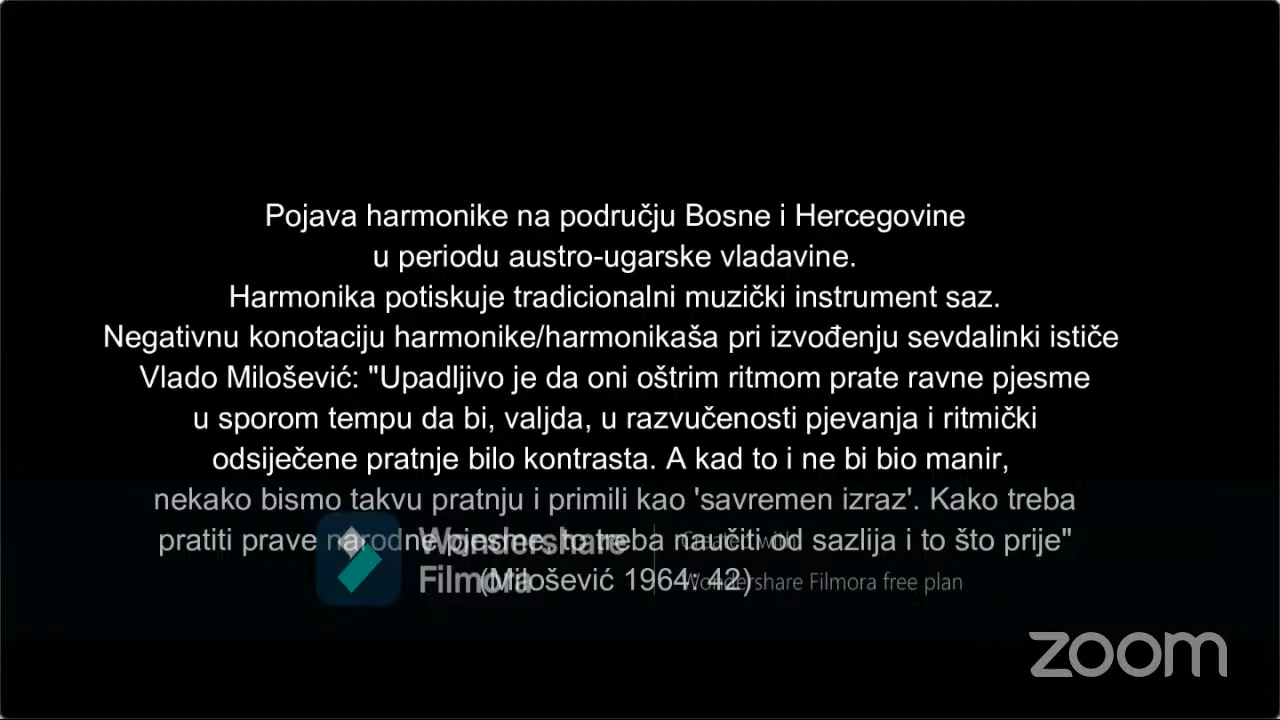 Pojava harmonike na području Bosne i Hercegovine
u periodu austro-ugarske vladavine.
Harmonika potiskuje tradicionalni muzički instrument saz.
Negativnu konotaciju harmonike/harmonikaša pri izvođenju sevdalinki ističe
Vlado Milošević: "Upadljivo je da oni oštrim ritmom prate ravne pjesme
u sporom tempu da bi, valjda, u razvučenosti pjevanja i ritmički
odsiječene pratnje bilo kontrasta. A kad to i ne bi bio manir,
nekako bismo takvu pratnju i primili kao 'savremen izraz'. Kako treba
pratiti prave narodne pjesme, to treba naučiti od sazlija i to što prije"
(Milošević 1964: 42)
Wondershare
Filmora
Created with
Wondershare Filmora free plan
zoom